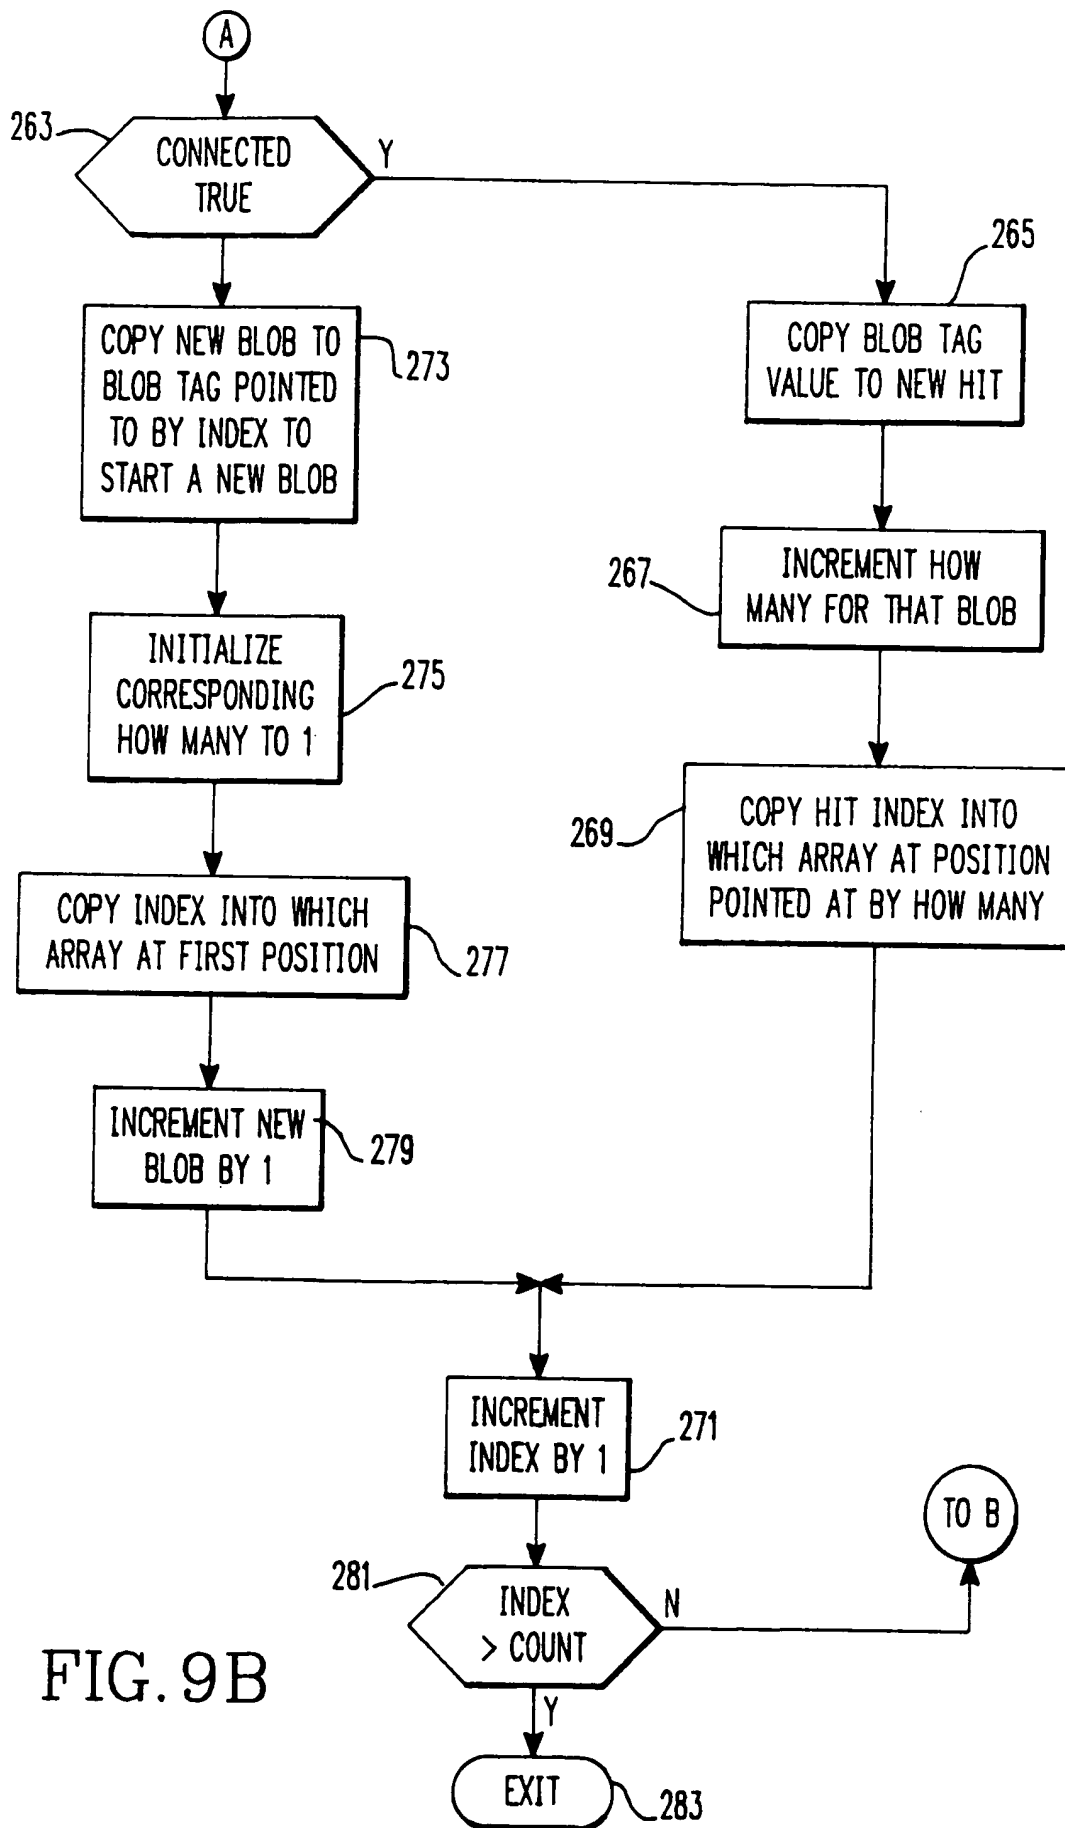 A
263
CONNECTED
TRUE
Y
265
COPY NEW BLOB TO
BLOB TAG POINTED
TO BY INDEX TO
START A NEW BLOB
273
COPY BLOB TAG
VALUE TO NEW HIT
267
INCREMENT HOW
MANY FOR THAT BLOB
INITIALIZE
CORRESPONDING
HOW MANY TO 1
275
269
COPY HIT INDEX INTO
WHICH ARRAY AT POSITION
POINTED AT BY HOW MANY
COPY INDEX INTO WHICH
ARRAY AT FIRST POSITION
277
INCREMENT NEW
BLOB BY 1
279
INCREMENT
INDEX BY 1
271
TO B
281
INDEX
> COUNT
N
Y
FIG. 9B
EXIT
283